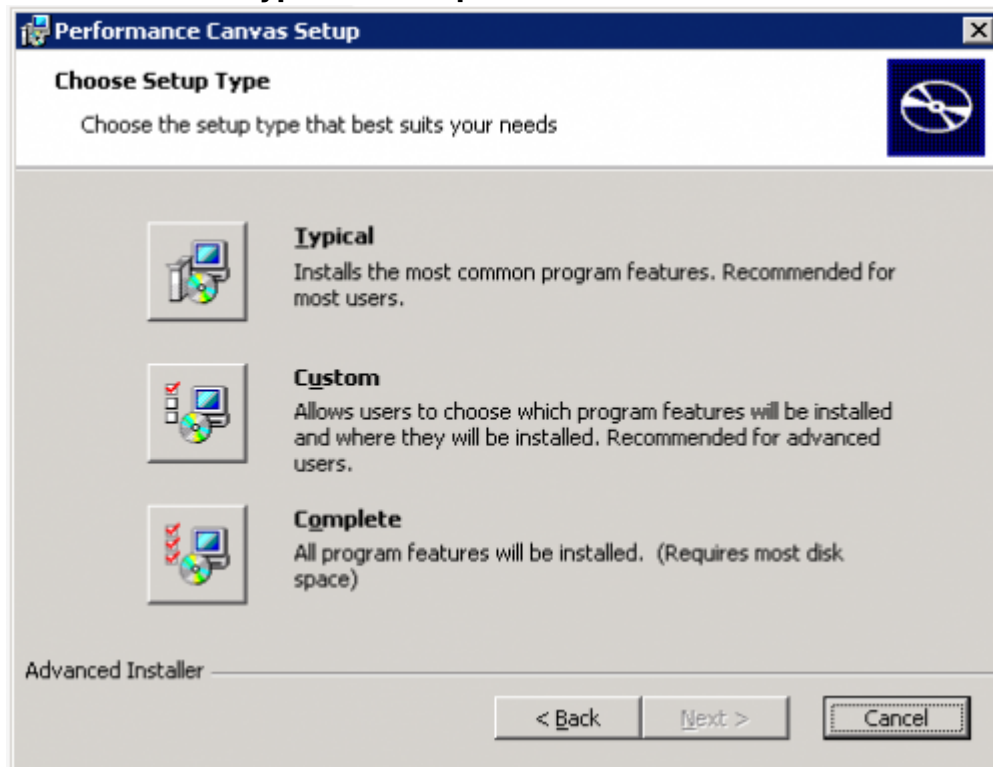 Performance Canvas Setup
Choose Setup Type
Choose the setup type that best suits your needs
Typical
Installs the most common program features. Recommended for
most users.
Custom
Allows users to choose which program features will be installed
and where they will be installed. Recommended for advanced
users.
Complete
All program features will be installed. (Requires most disk
space)
Advanced Installer
< Back Next > Cancel